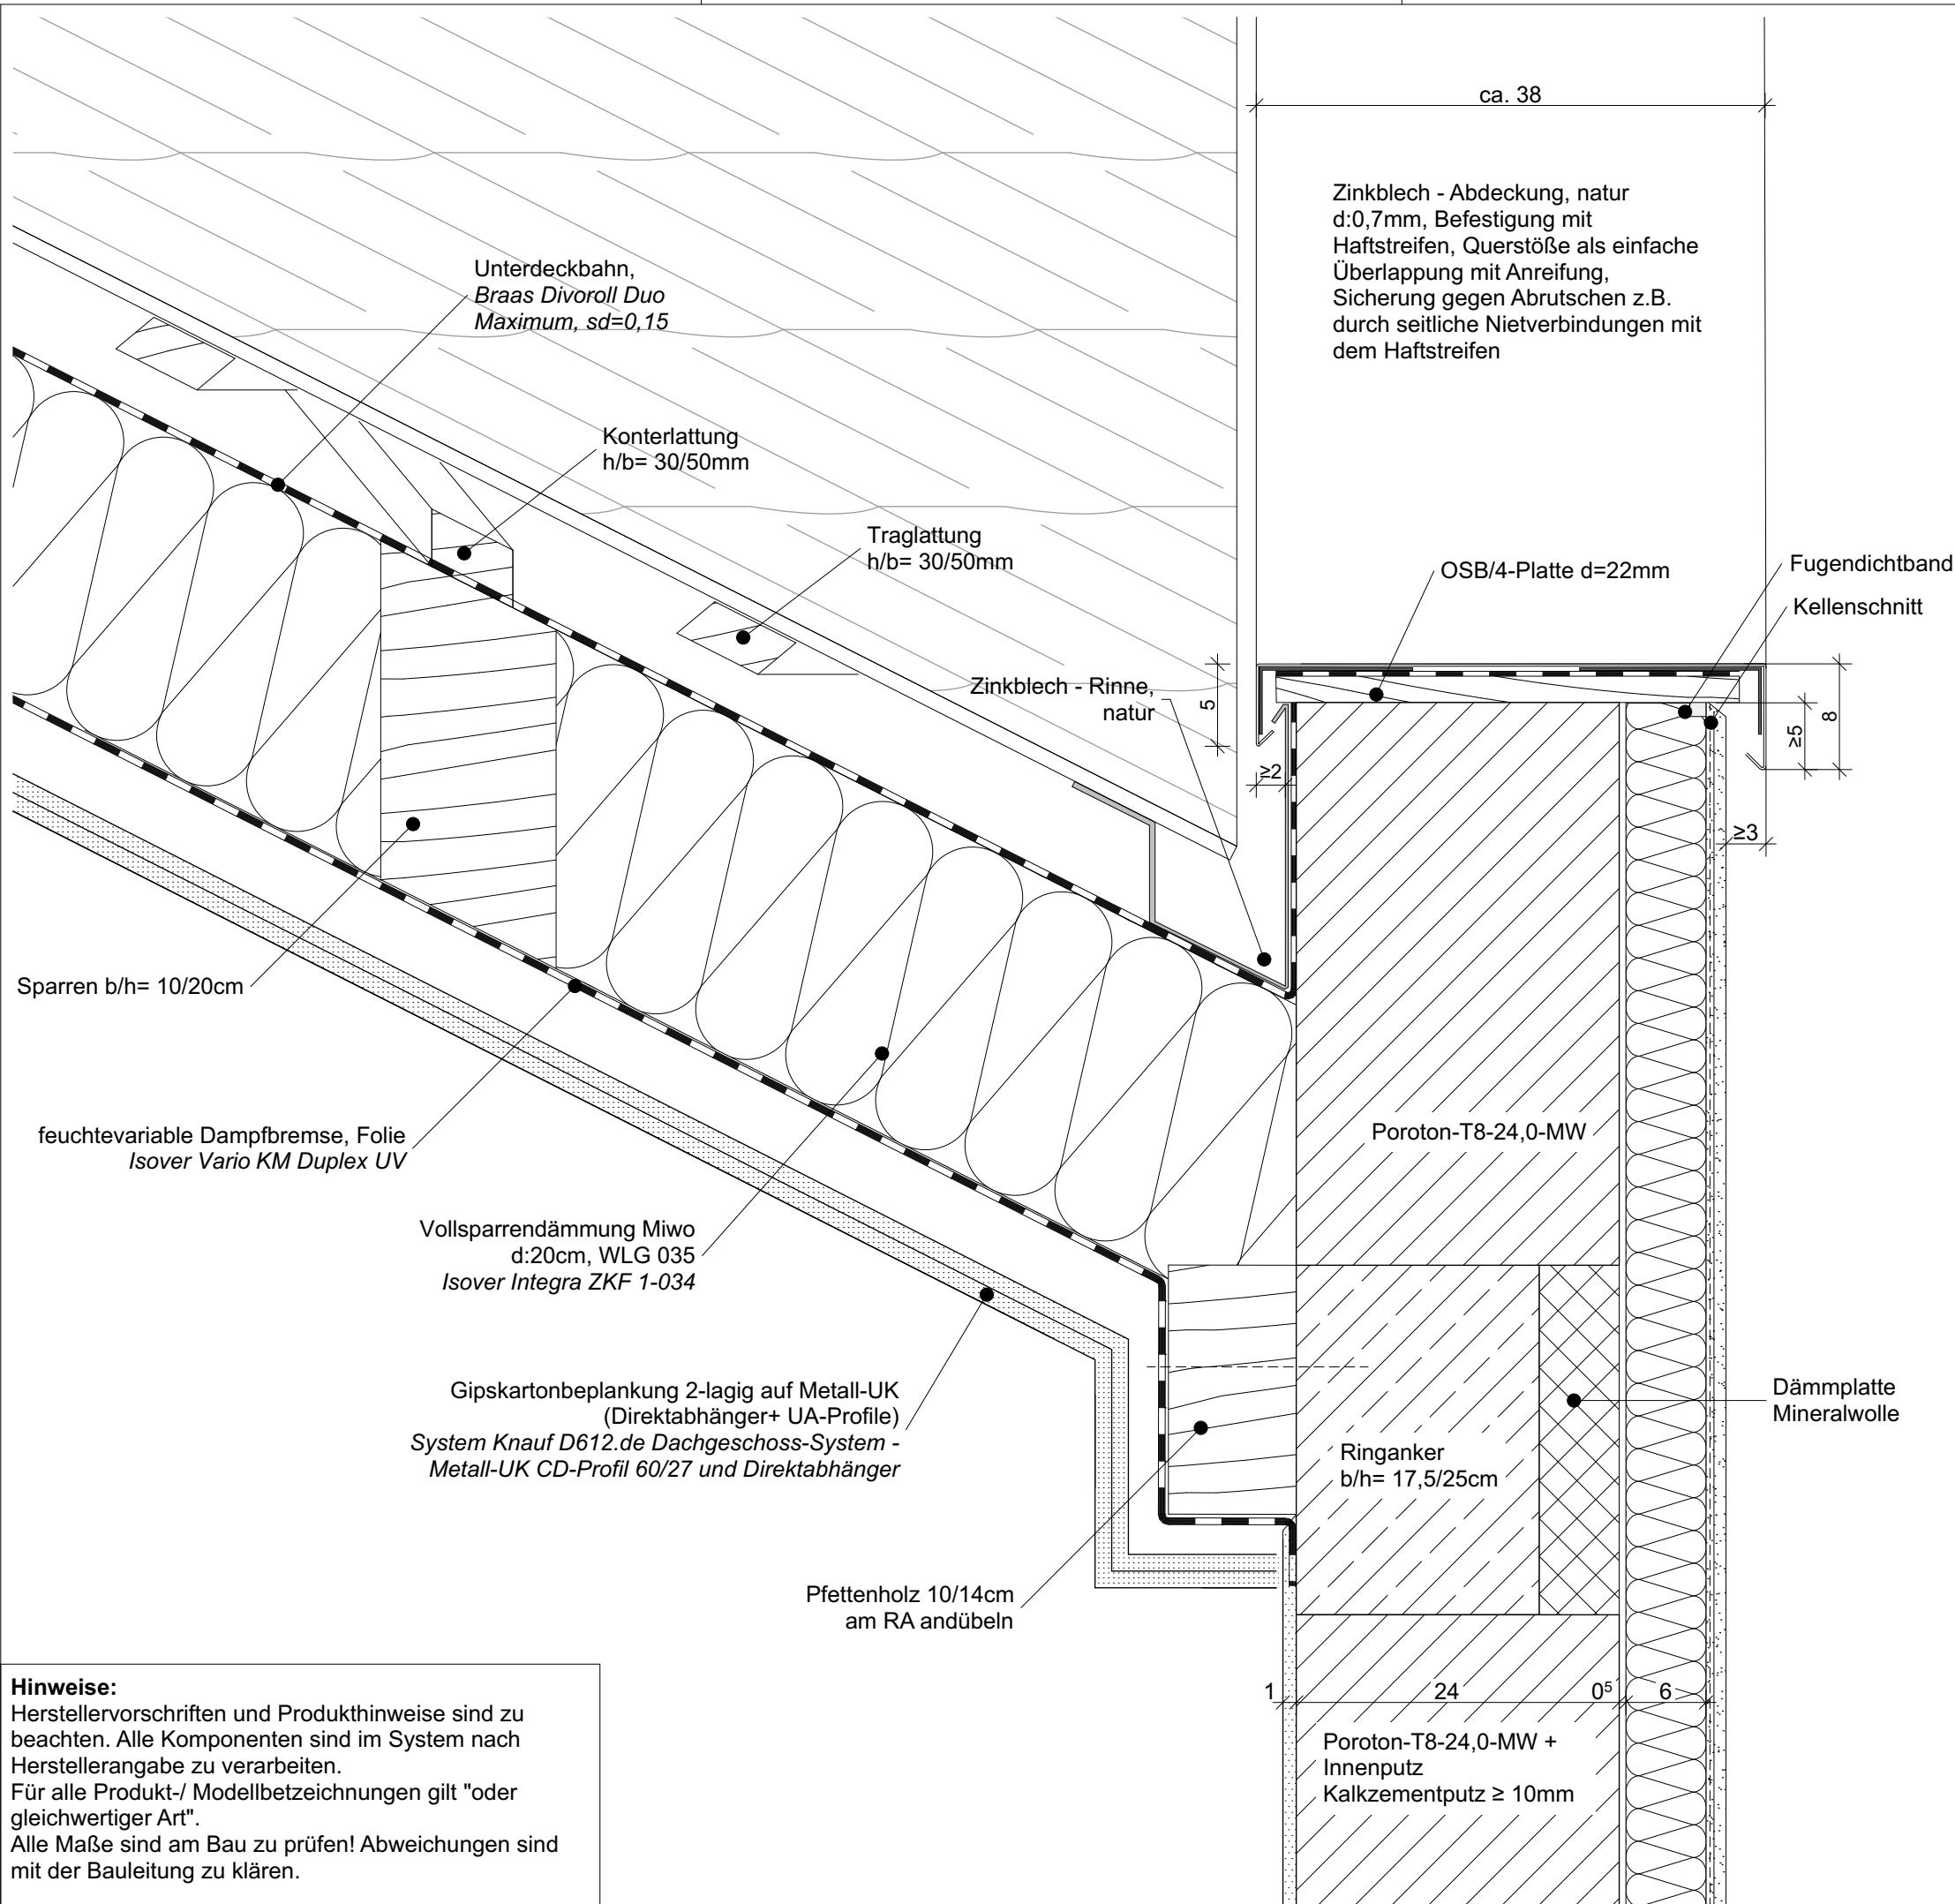 ca. 38
Zinkblech - Abdeckung, natur
d:0,7mm, Befestigung mit
Haftstreifen, Querstöße als einfache
Überlappung mit Anreifung,
Sicherung gegen Abrutschen z.B.
durch seitliche Nietverbindungen mit
dem Haftstreifen
Unterdeckbahn,
Braas Divoroll Duo
Maximum, sd=0,15
Konterlattung
h/b= 30/50mm
Traglattung
h/b= 30/50mm
OSB/4-Platte d=22mm
Fugendichtband
Kellenschnitt
Zinkblech - Rinne,
natur
5
≥2
≥5
8
≥3
Sparren b/h= 10/20cm
feuchtevariable Dampfbremse, Folie
Isover Vario KM Duplex UV
Poroton-T8-24,0-MW
Vollsparrendämmung Miwo
d:20cm, WLG 035
Isover Integra ZKF 1-034
Gipskartonbeplankung 2-lagig auf Metall-UK
(Direktabhänger+ UA-Profile)
System Knauf D612.de Dachgeschoss-System -
Metall-UK CD-Profil 60/27 und Direktabhänger
Dämmplatte
Mineralwolle
Ringanker
b/h= 17,5/25cm
Pfettenholz 10/14cm
am RA andübeln
1
24
0⁵
6
Poroton-T8-24,0-MW +
Innenputz
Kalkzementputz ≥ 10mm
Hinweise:
Herstellervorschriften und Produkthinweise sind zu
beachten. Alle Komponenten sind im System nach
Herstellerangabe zu verarbeiten.
Für alle Produkt-/ Modellbetzeichnungen gilt "oder
gleichwertiger Art".
Alle Maße sind am Bau zu prüfen! Abweichungen sind
mit der Bauleitung zu klären.